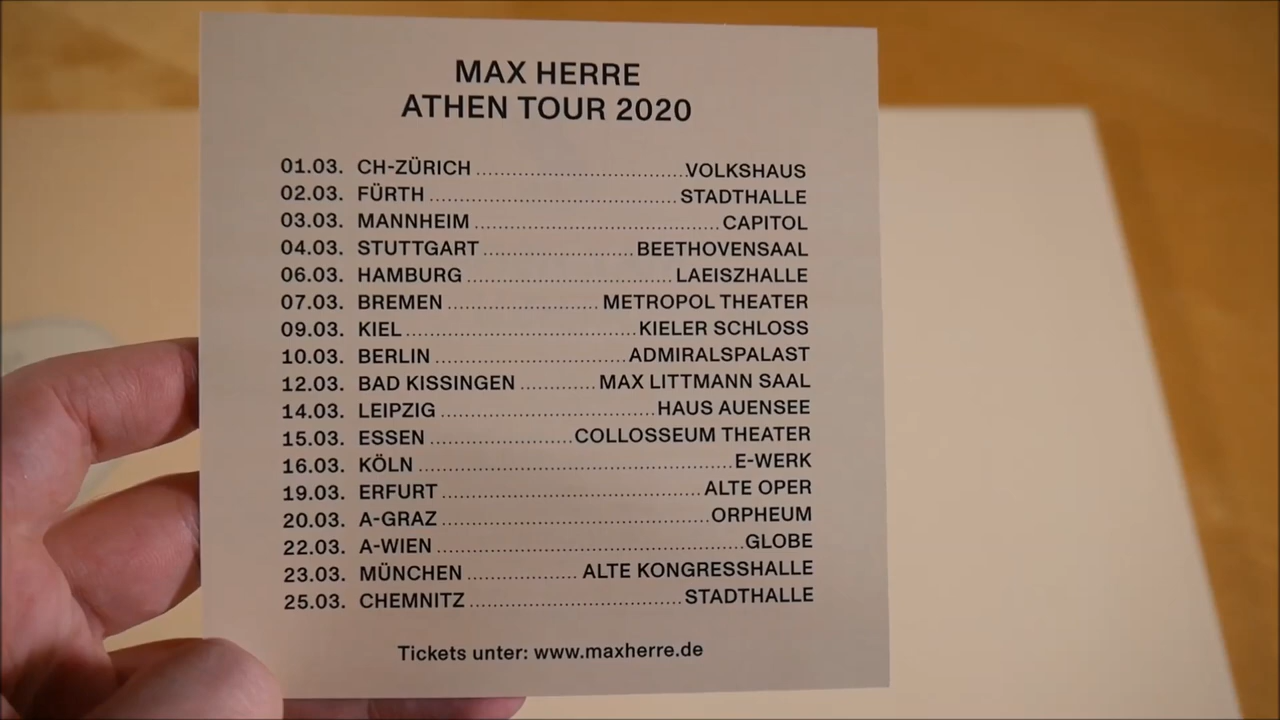 MAX HERRE
ATHEN TOUR 2020
01.03. CH-ZÜRICH ........................................ VOLKSHAUS
02.03. FÜRTH ........................................ STADTHALLE
03.03. MANNHEIM ........................................ CAPITOL
04.03. STUTTGART ........................ BEETHOVENSAAL
06.03. HAMBURG ................................ LAEISZHALLE
07.03. BREMEN ........................ METROPOL THEATER
09.03. KIEL ..................................... KIELER SCHLOSS
10.03. BERLIN .............................. ADMIRALSPALAST
12.03. BAD KISSINGEN ............ MAX LITTMANN SAAL
14.03. LEIPZIG .................................. HAUS AUENSEE
15.03. ESSEN ...................... COLLOSSEUM THEATER
16.03. KÖLN ................................................. E-WERK
19.03. ERFURT ......................................... ALTE OPER
20.03. A-GRAZ .......................................... ORPHEUM
22.03. A-WIEN ................................................ GLOBE
23.03. MÜNCHEN ................. ALTE KONGRESSHALLE
25.03. CHEMNITZ ................................. STADTHALLE
Tickets unter: www.maxherre.de